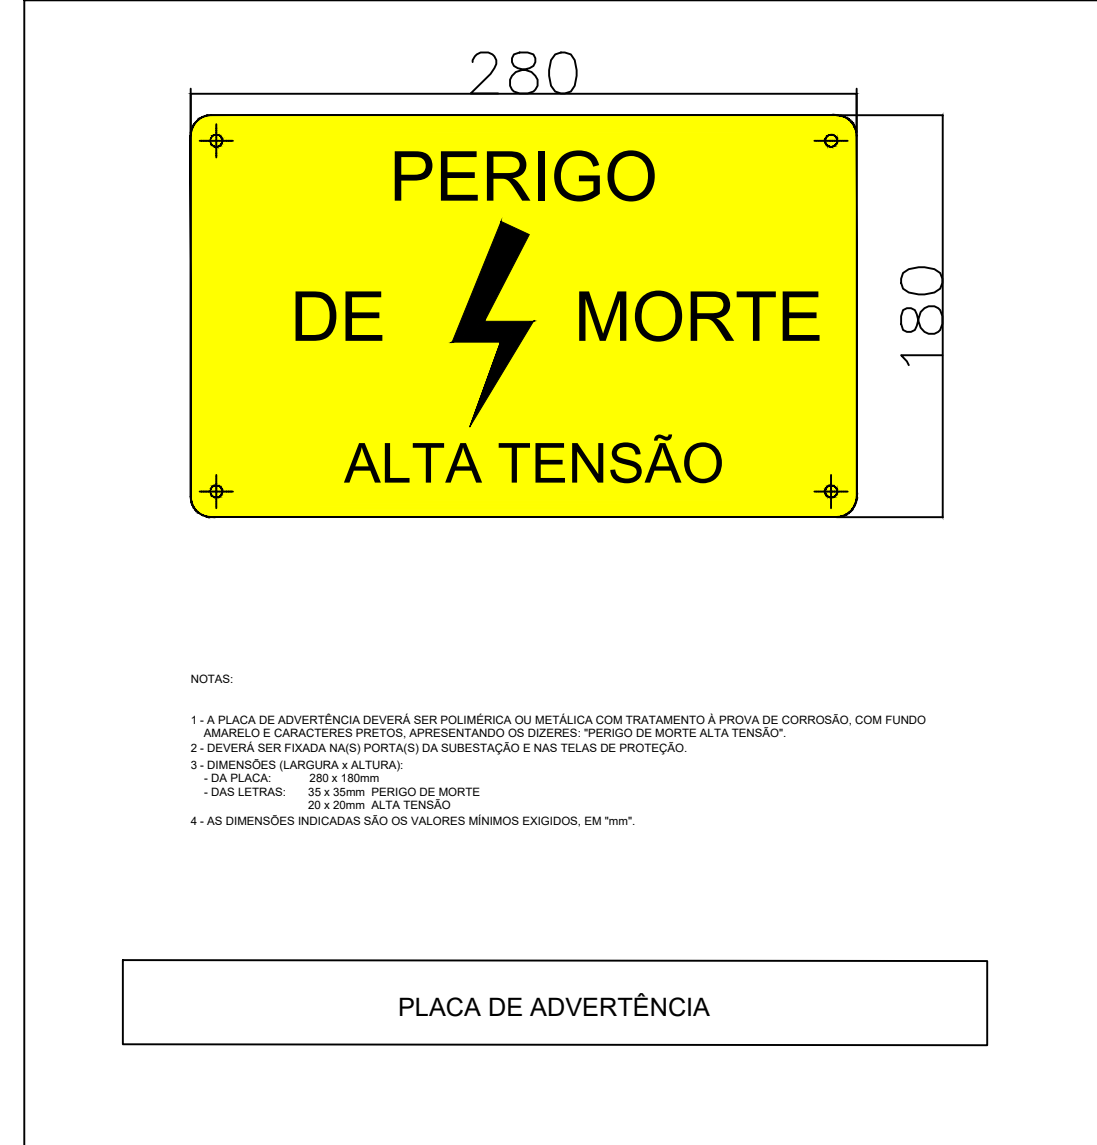 280
PERIGO
DE MORTE
180
ALTA TENSÃO
NOTAS:
1 - A PLACA DE ADVERTÊNCIA DEVERÁ SER POLIMÉRICA OU METÁLICA COM TRATAMENTO À PROVA DE CORROSÃO, COM FUNDO
AMARELO E CARACTERES PRETOS, APRESENTANDO OS DIZERES: "PERIGO DE MORTE ALTA TENSÃO".
2 - DEVERÁ SER FIXADA NA(S) PORTA(S) DA SUBESTAÇÃO E NAS TELAS DE PROTEÇÃO.
3 - DIMENSÕES (LARGURA x ALTURA):
- DA PLACA: 280 x 180mm
- DAS LETRAS: 35 x 35mm PERIGO DE MORTE
20 x 20mm ALTA TENSÃO
4 - AS DIMENSÕES INDICADAS SÃO OS VALORES MÍNIMOS EXIGIDOS, EM "mm".
PLACA DE ADVERTÊNCIA